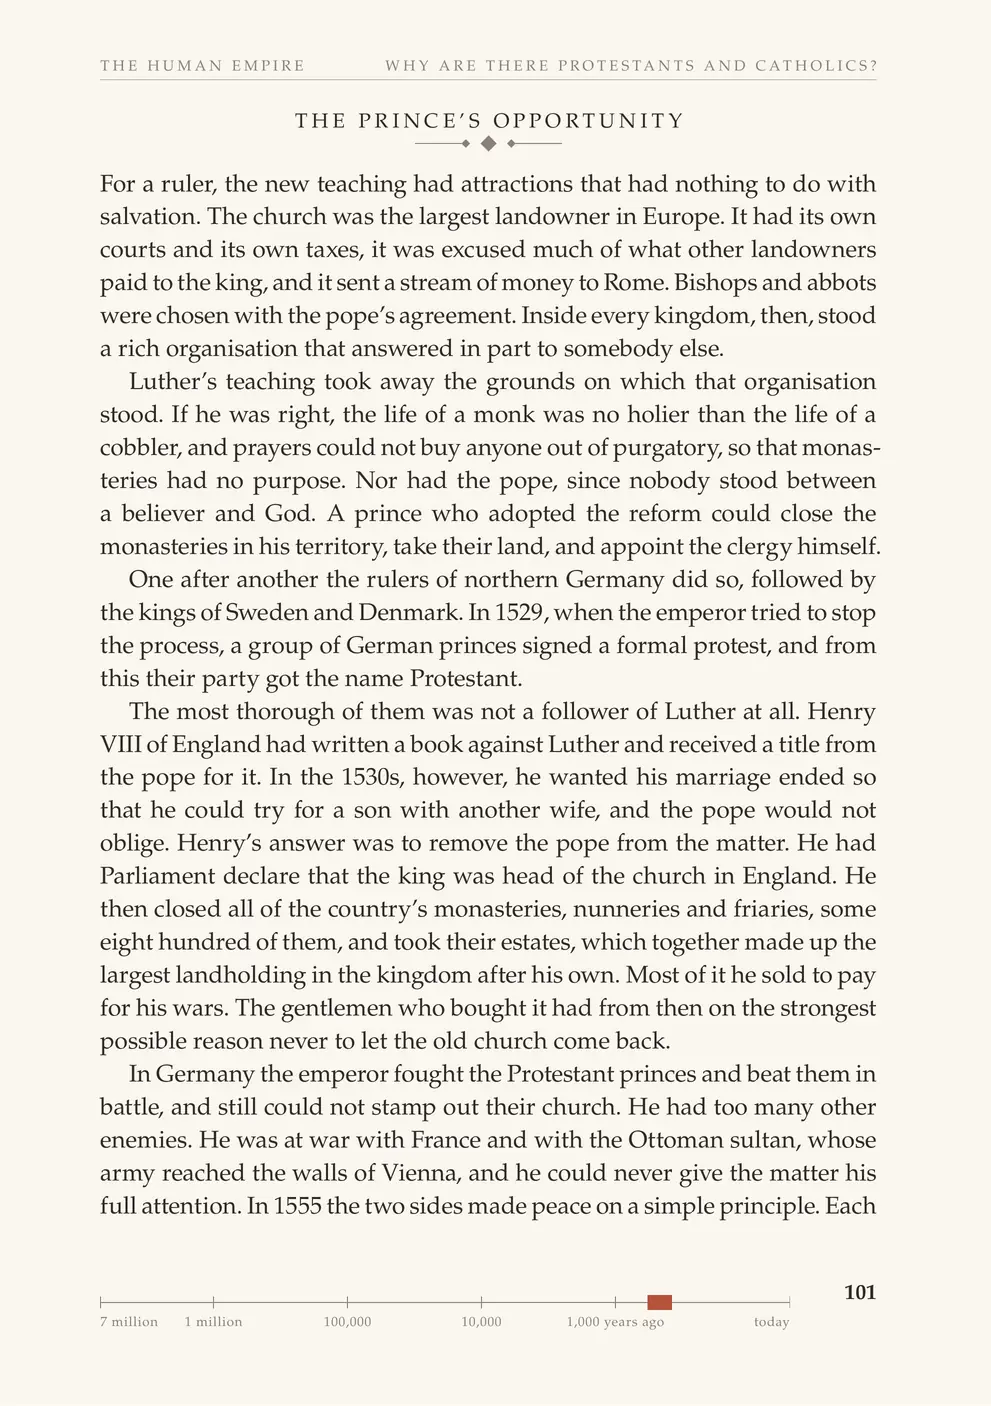 THE HUMAN EMPIRE
WHY ARE THERE PROTESTANTS AND CATHOLICS?
THE PRINCE’S OPPORTUNITY
For a ruler, the new teaching had attractions that had nothing to do with
salvation. The church was the largest landowner in Europe. It had its own
courts and its own taxes, it was excused much of what other landowners
paid to the king, and it sent a stream of money to Rome. Bishops and abbots
were chosen with the pope’s agreement. Inside every kingdom, then, stood
a rich organisation that answered in part to somebody else.
Luther’s teaching took away the grounds on which that organisation
stood. If he was right, the life of a monk was no holier than the life of a
cobbler, and prayers could not buy anyone out of purgatory, so that monas-
teries had no purpose. Nor had the pope, since nobody stood between
a believer and God. A prince who adopted the reform could close the
monasteries in his territory, take their land, and appoint the clergy himself.
One after another the rulers of northern Germany did so, followed by
the kings of Sweden and Denmark. In 1529, when the emperor tried to stop
the process, a group of German princes signed a formal protest, and from
this their party got the name Protestant.
The most thorough of them was not a follower of Luther at all. Henry
VIII of England had written a book against Luther and received a title from
the pope for it. In the 1530s, however, he wanted his marriage ended so
that he could try for a son with another wife, and the pope would not
oblige. Henry’s answer was to remove the pope from the matter. He had
Parliament declare that the king was head of the church in England. He
then closed all of the country’s monasteries, nunneries and friaries, some
eight hundred of them, and took their estates, which together made up the
largest landholding in the kingdom after his own. Most of it he sold to pay
for his wars. The gentlemen who bought it had from then on the strongest
possible reason never to let the old church come back.
In Germany the emperor fought the Protestant princes and beat them in
battle, and still could not stamp out their church. He had too many other
enemies. He was at war with France and with the Ottoman sultan, whose
army reached the walls of Vienna, and he could never give the matter his
full attention. In 1555 the two sides made peace on a simple principle. Each
101
7 million
1 million
100,000
10,000
1,000 years ago
today